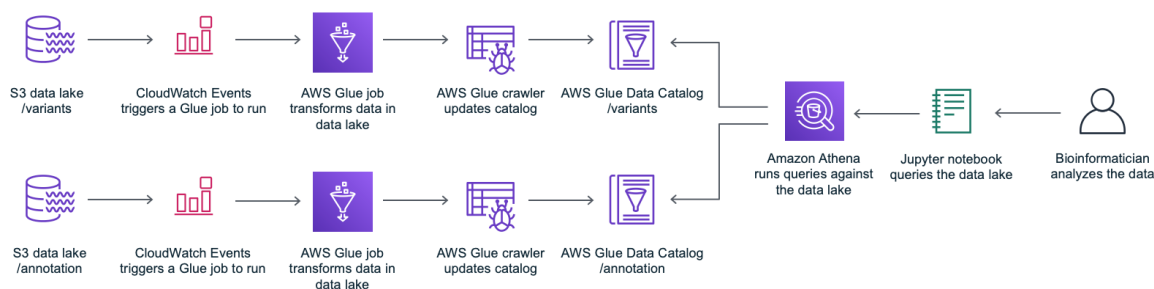 S3 data lake
/variants
CloudWatch Events
triggers a Glue job to run
AWS Glue job
transforms data in
data lake
AWS Glue crawler
updates catalog
AWS Glue Data Catalog
/variants
Amazon Athena
runs queries against
the data lake
Jupyter notebook
queries the data lake
Bioinformatician
analyzes the data
S3 data lake
/annotation
CloudWatch Events
triggers a Glue job to run
AWS Glue job
transforms data in
data lake
AWS Glue crawler
updates catalog
AWS Glue Data Catalog
/annotation